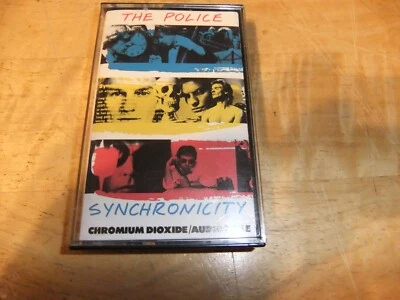 THE POLICE
SYNCHRONICITY
CHROMIUM DIOXIDE/